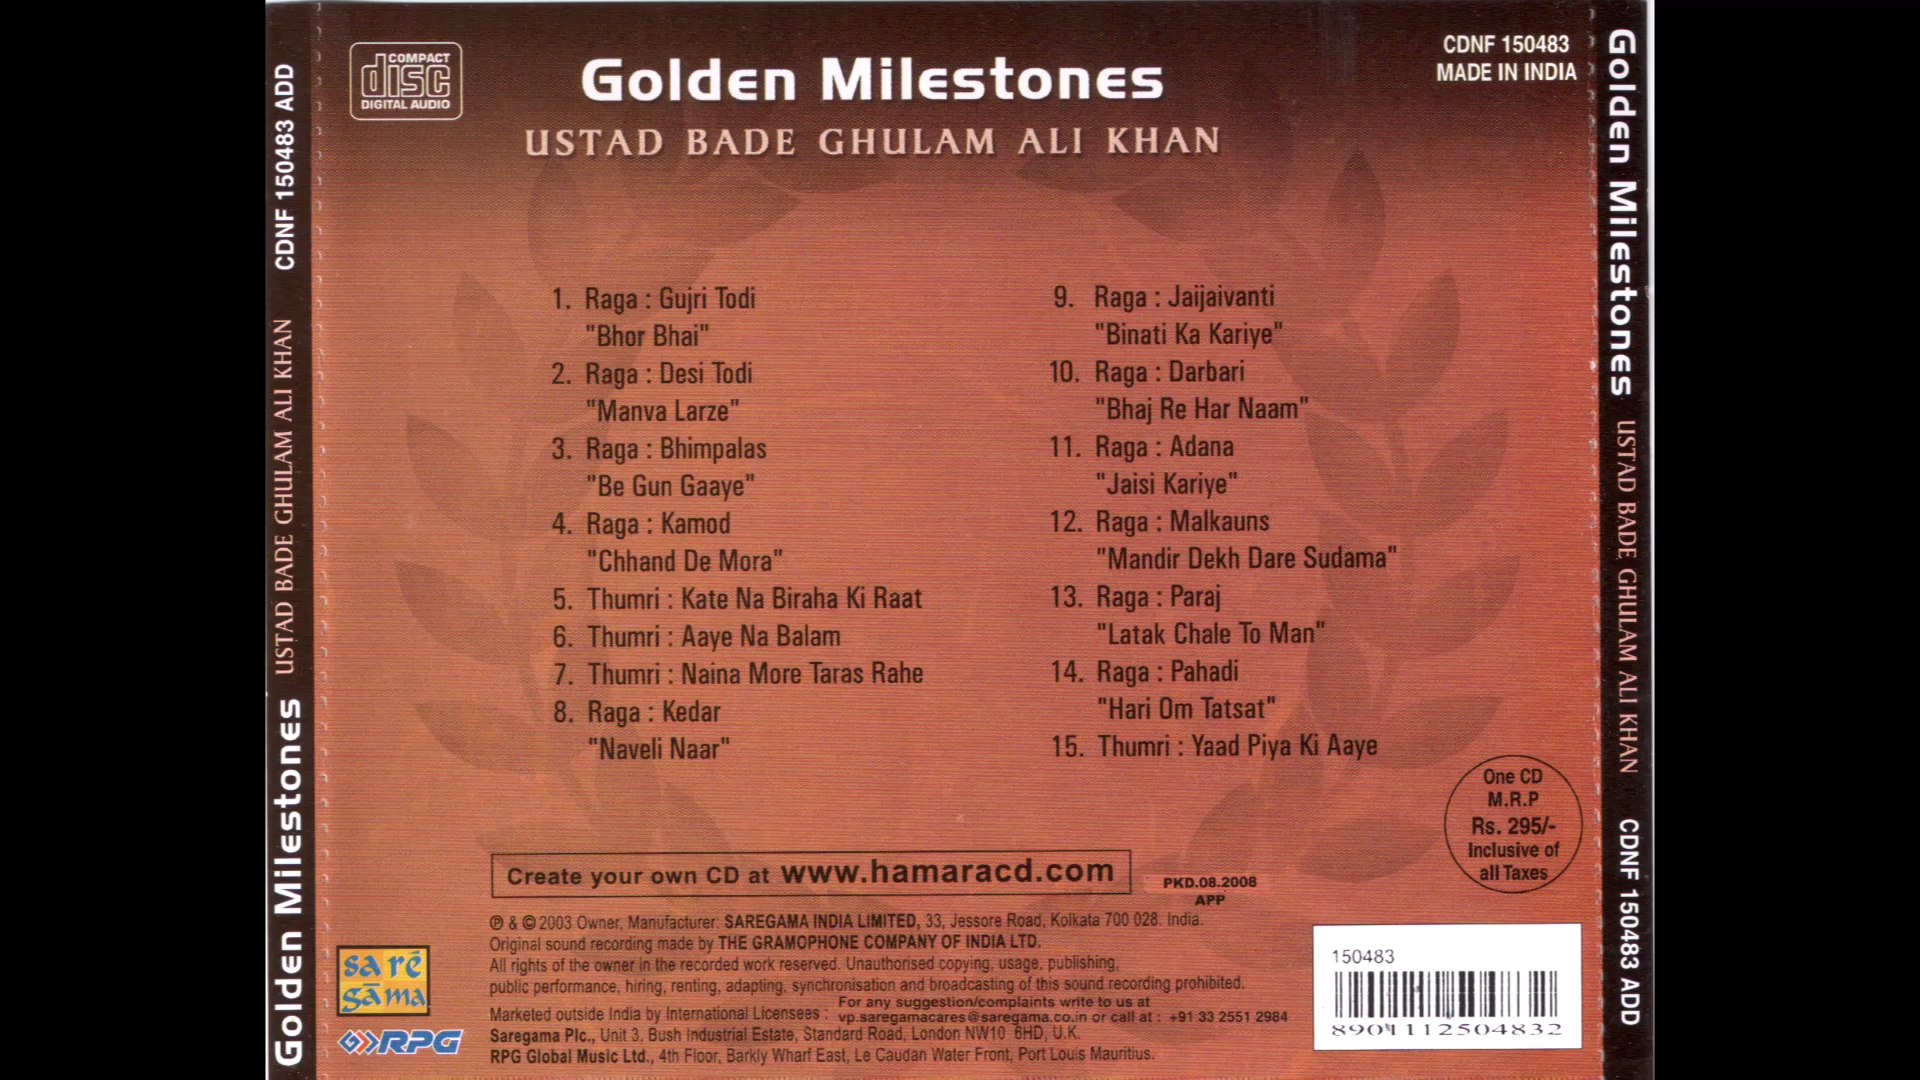 COMPACT
disc
DIGITAL AUDIO
Golden Milestones
USTAD BADE GHULAM ALI KHAN
CDNF 150483
MADE IN INDIA
1. Raga : Gujri Todi
"Bhor Bhai"
2. Raga : Desi Todi
"Manva Larze"
3. Raga : Bhimpalas
"Be Gun Gaaye"
4. Raga : Kamod
"Chhand De Mora"
5. Thumri : Kate Na Biraha Ki Raat
6. Thumri : Aaye Na Balam
7. Thumri : Naina More Taras Rahe
8. Raga : Kedar
"Naveli Naar"
9. Raga : Jaijaivanti
"Binati Ka Kariye"
10. Raga : Darbari
"Bhaj Re Har Naam"
11. Raga : Adana
"Jaisi Kariye"
12. Raga : Malkauns
"Mandir Dekh Dare Sudama"
13. Raga : Paraj
"Latak Chale To Man"
14. Raga : Pahadi
"Hari Om Tatsat"
15. Thumri : Yaad Piya Ki Aaye
One CD
M.R.P
Rs. 295/-
Inclusive of
all Taxes
Create your own CD at www.hamaracd.com
PKD.08.2008
APP
℗ & © 2003 Owner, Manufacturer: SAREGAMA INDIA LIMITED, 33, Jessore Road, Kolkata 700 028. India.
Original sound recording made by THE GRAMOPHONE COMPANY OF INDIA LTD.
All rights of the owner in the recorded work reserved. Unauthorised copying, usage, publishing,
public performance, hiring, renting, adapting, synchronisation and broadcasting of this sound recording prohibited.
For any suggestion/complaints write to us at
vp.saregamacares@saregama.co.in or call at : +91 33 2551 2984
Marketed outside India by International Licensees :
Saregama Plc., Unit 3, Bush Industrial Estate, Standard Road, London NW10 6HD, U.K.
RPG Global Music Ltd., 4th Floor, Barkly Wharf East, Le Caudan Water Front, Port Louis Mauritius.
sa ré
gāma
RPG
150483
8901112504832
Golden Milestones USTAD BADE GHULAM ALI KHAN CDNF 150483 ADD
Golden Milestones USTAD BADE GHULAM ALI KHAN CDNF 150483 ADD